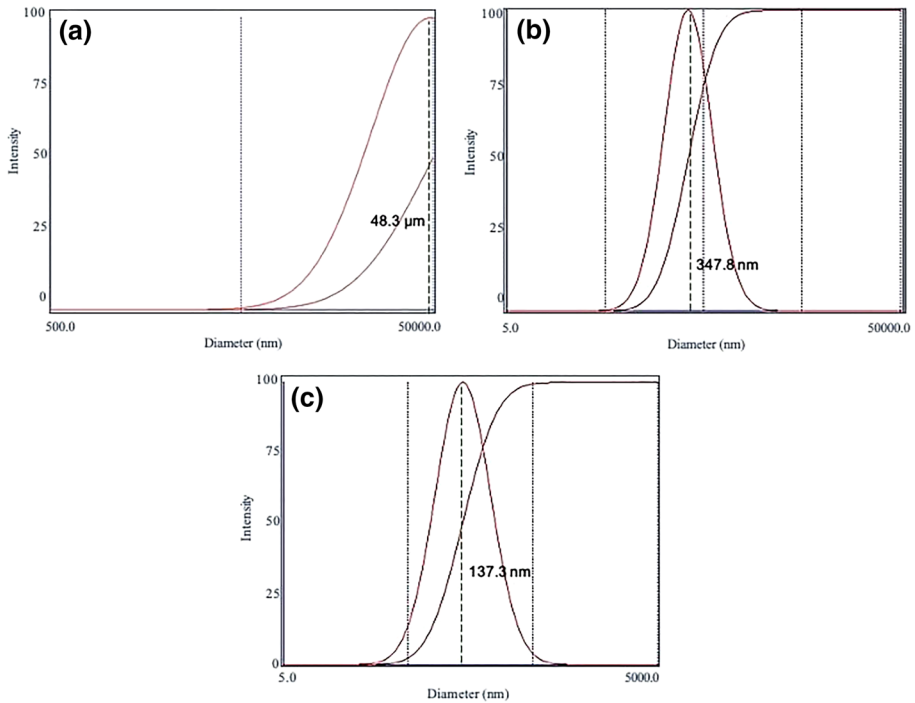 (a)
100
75
50
25
0
Intensity
48.3 µm
500.0 50000.0
Diameter (nm)
(b)
100
75
50
25
0
Intensity
347.8 nm
5.0 50000.0
Diameter (nm)
(c)
100
75
50
25
0
Intensity
137.3 nm
5.0 5000.0
Diameter (nm)